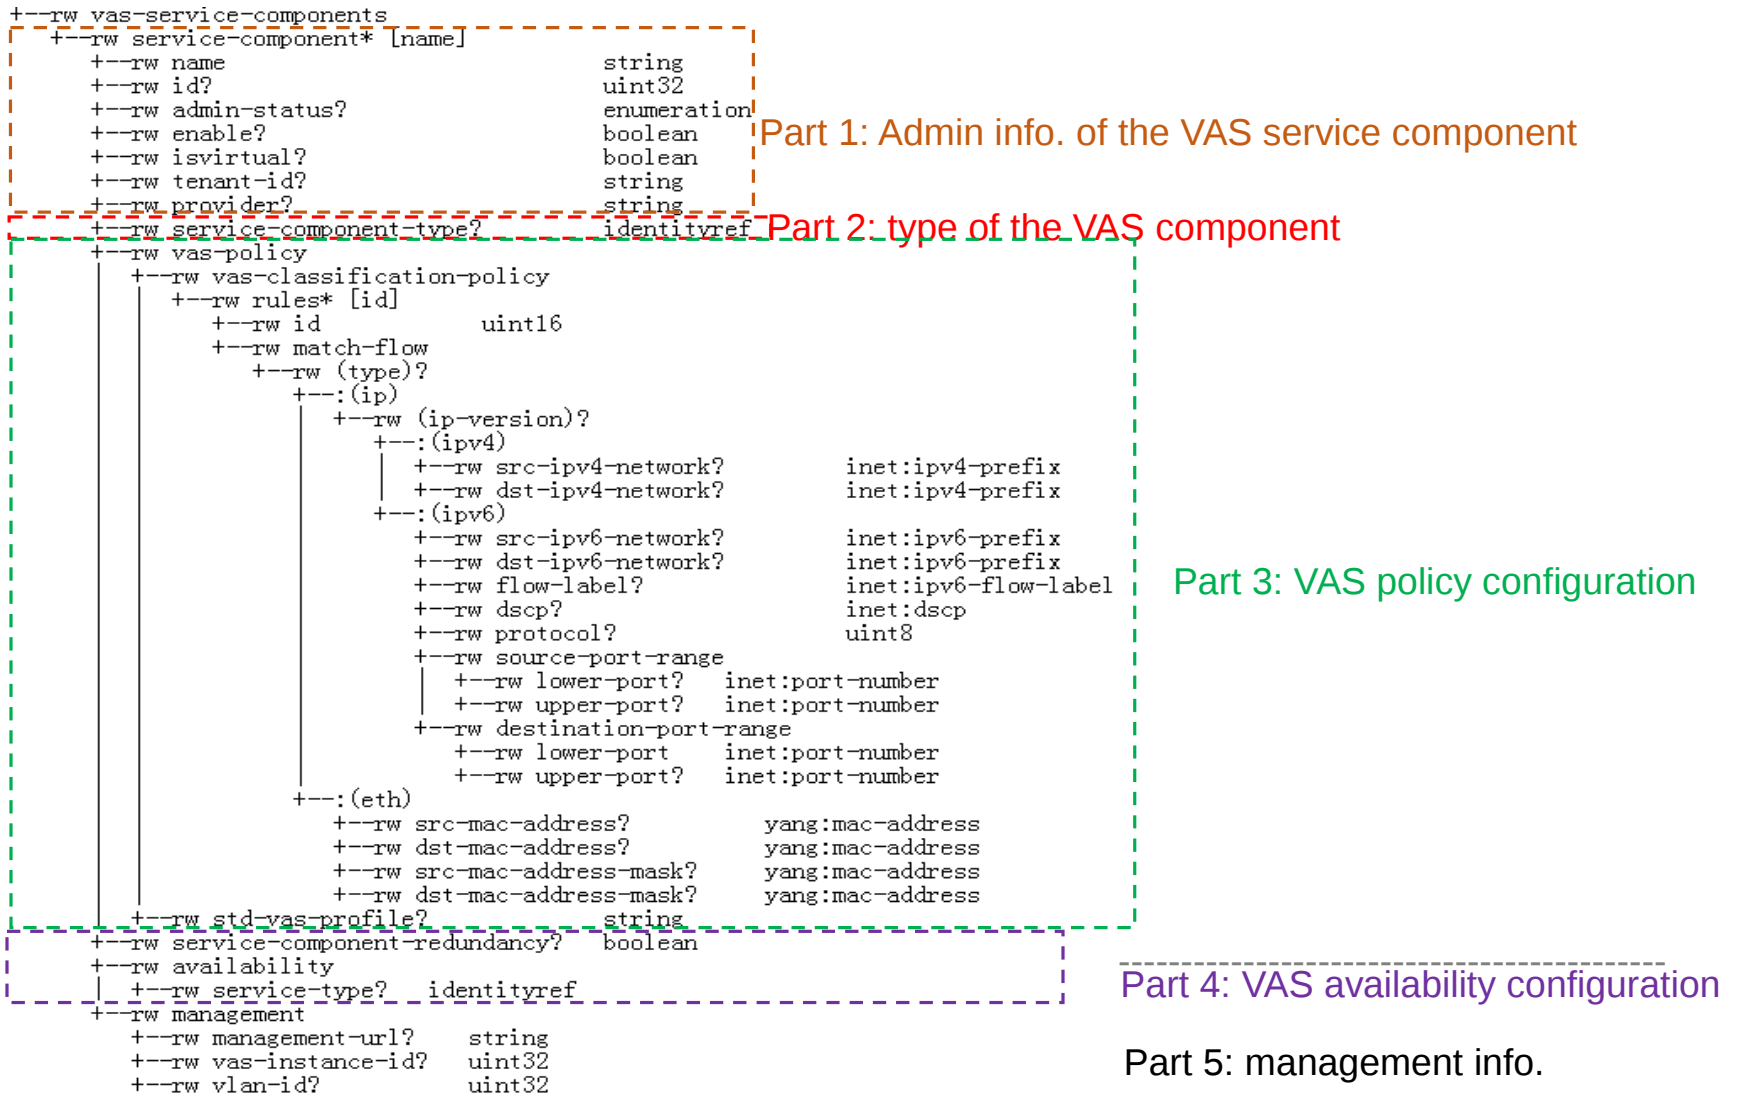 +--rw vas-service-components
+--rw service-component* [name]
+--rw name string
+--rw id? uint32
+--rw admin-status? enumeration
+--rw enable? boolean
Part 1: Admin info. of the VAS service component
+--rw isvirtual? boolean
+--rw tenant-id? string
+--rw provider? string
+--rw service-component-type? identityref
Part 2: type of the VAS component
+--rw vas-policy
| +--rw vas-classification-policy
| | +--rw rules* [id]
| | +--rw id uint16
| | +--rw match-flow
| | +--rw (type)?
| | +--:(ip)
| | | +--rw (ip-version)?
| | | +--:(ipv4)
| | | | +--rw src-ipv4-network? inet:ipv4-prefix
| | | | +--rw dst-ipv4-network? inet:ipv4-prefix
| | | +--:(ipv6)
| | | +--rw src-ipv6-network? inet:ipv6-prefix
| | | +--rw dst-ipv6-network? inet:ipv6-prefix
| | | +--rw flow-label? inet:ipv6-flow-label
Part 3: VAS policy configuration
| | | +--rw dscp? inet:dscp
| | | +--rw protocol? uint8
| | | +--rw source-port-range
| | | | +--rw lower-port? inet:port-number
| | | | +--rw upper-port? inet:port-number
| | | +--rw destination-port-range
| | | +--rw lower-port inet:port-number
| | | +--rw upper-port? inet:port-number
| | +--:(eth)
| | +--rw src-mac-address? yang:mac-address
| | +--rw dst-mac-address? yang:mac-address
| | +--rw src-mac-address-mask? yang:mac-address
| | +--rw dst-mac-address-mask? yang:mac-address
| +--rw std-vas-profile? string
+--rw service-component-redundancy? boolean
+--rw availability
| +--rw service-type? identityref
Part 4: VAS availability configuration
+--rw management
+--rw management-url? string
+--rw vas-instance-id? uint32
Part 5: management info.
+--rw vlan-id? uint32